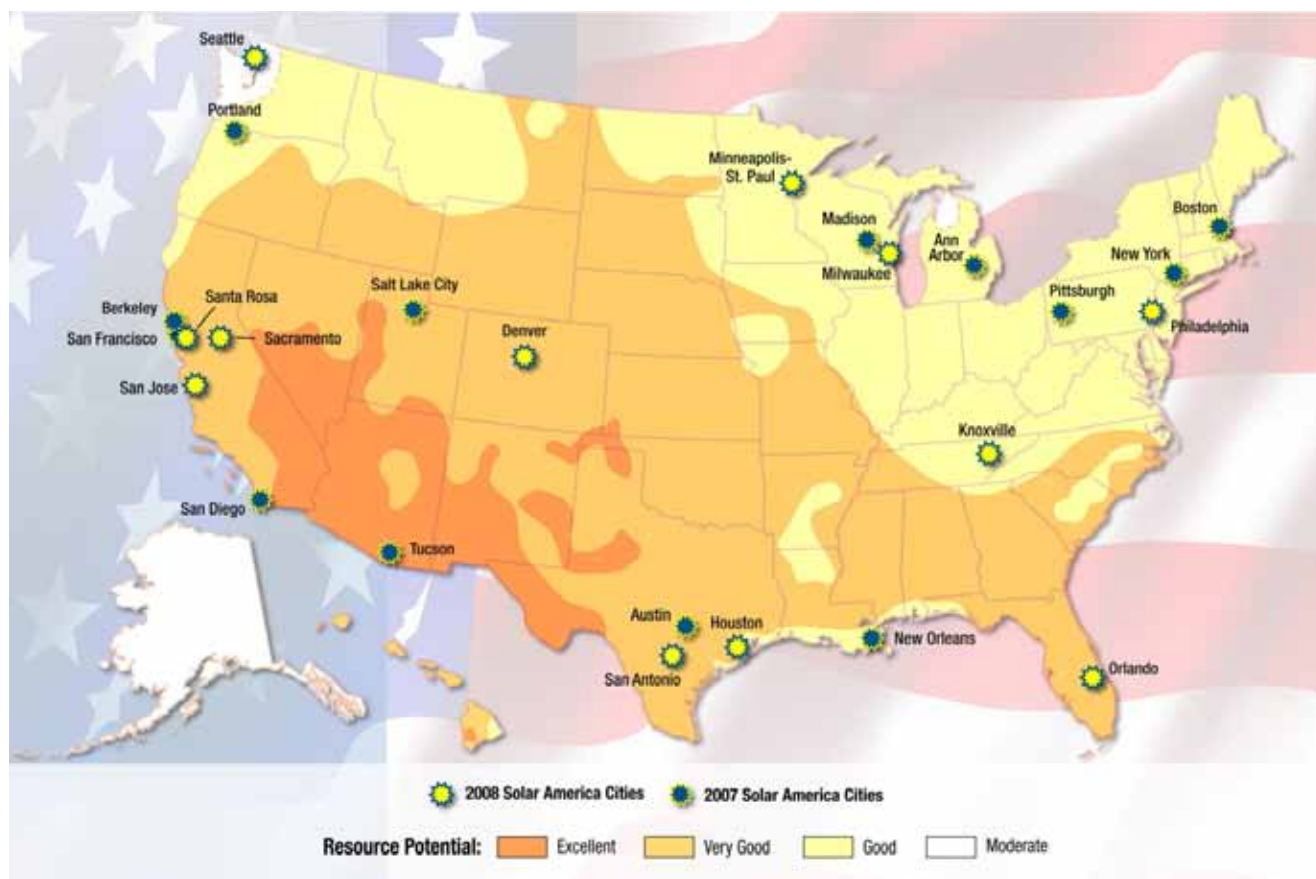 Seattle
Portland
Minneapolis-
St. Paul
Madison
Milwaukee
Ann
Arbor
Boston
New York
Pittsburgh
Philadelphia
Berkeley
Santa Rosa
San Francisco
Sacramento
San Jose
Salt Lake City
Denver
Knoxville
San Diego
Tucson
Austin
Houston
San Antonio
New Orleans
Orlando
2008 Solar America Cities
2007 Solar America Cities
Resource Potential:
Excellent
Very Good
Good
Moderate